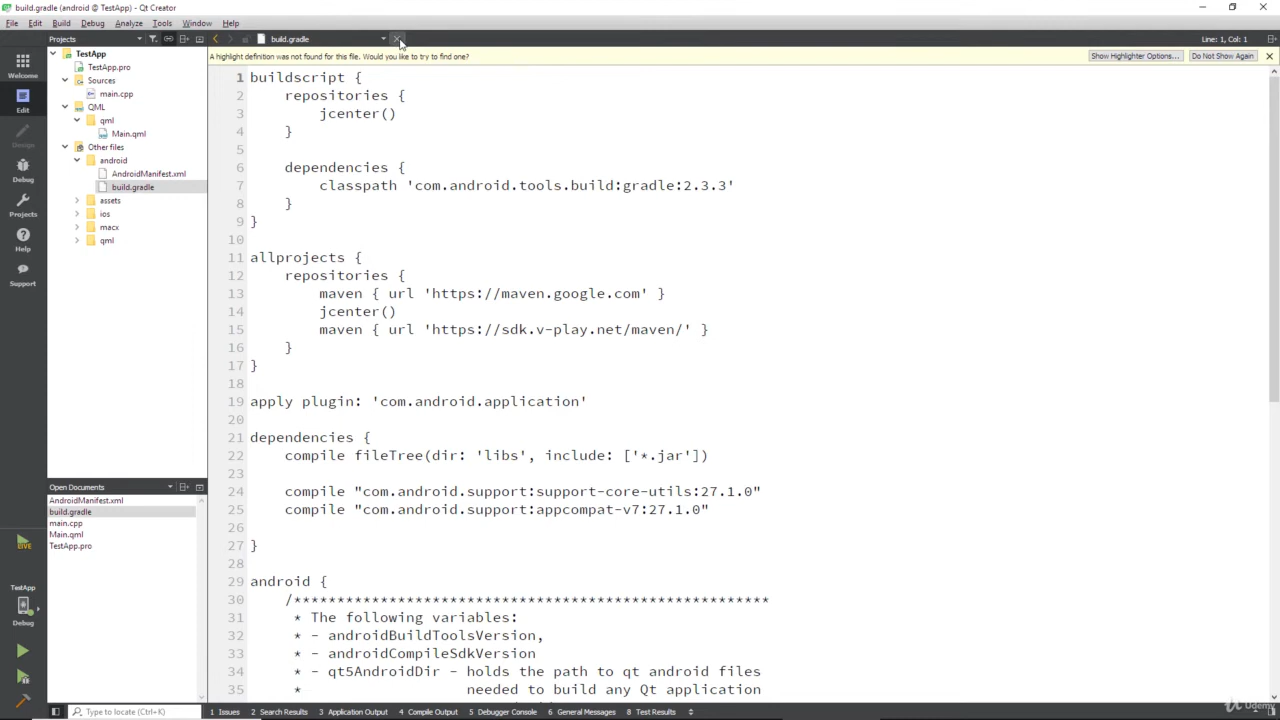 build.gradle (android @ TestApp) - Qt Creator
File Edit Build Debug Analyze Tools Window Help
Projects
build.gradle
Line: 1, Col: 1
A highlight definition was not found for this file. Would you like to try to find one?
Show Highlighter Options...
Do Not Show Again
Welcome
Edit
Design
Debug
Projects
Help
Support
TestApp
TestApp.pro
Sources
main.cpp
QML
qml
Main.qml
Other files
android
AndroidManifest.xml
build.gradle
assets
ios
macx
qml
Open Documents
AndroidManifest.xml
build.gradle
main.cpp
Main.qml
TestApp.pro
LIVE
TestApp
Debug
1 buildscript {
2 repositories {
3 jcenter()
4 }
5
6 dependencies {
7 classpath 'com.android.tools.build:gradle:2.3.3'
8 }
9 }
10
11 allprojects {
12 repositories {
13 maven { url 'https://maven.google.com' }
14 jcenter()
15 maven { url 'https://sdk.v-play.net/maven/' }
16 }
17 }
18
19 apply plugin: 'com.android.application'
20
21 dependencies {
22 compile fileTree(dir: 'libs', include: ['*.jar'])
23
24 compile "com.android.support:support-core-utils:27.1.0"
25 compile "com.android.support:appcompat-v7:27.1.0"
26
27 }
28
29 android {
30 /*******************************************************
31 * The following variables:
32 * - androidBuildToolsVersion,
33 * - androidCompileSdkVersion
34 * - qt5AndroidDir - holds the path to qt android files
35 * needed to build any Qt application
Type to locate (Ctrl+K)
1 Issues 2 Search Results 3 Application Output 4 Compile Output 5 Debugger Console 6 General Messages 8 Test Results
Udemy